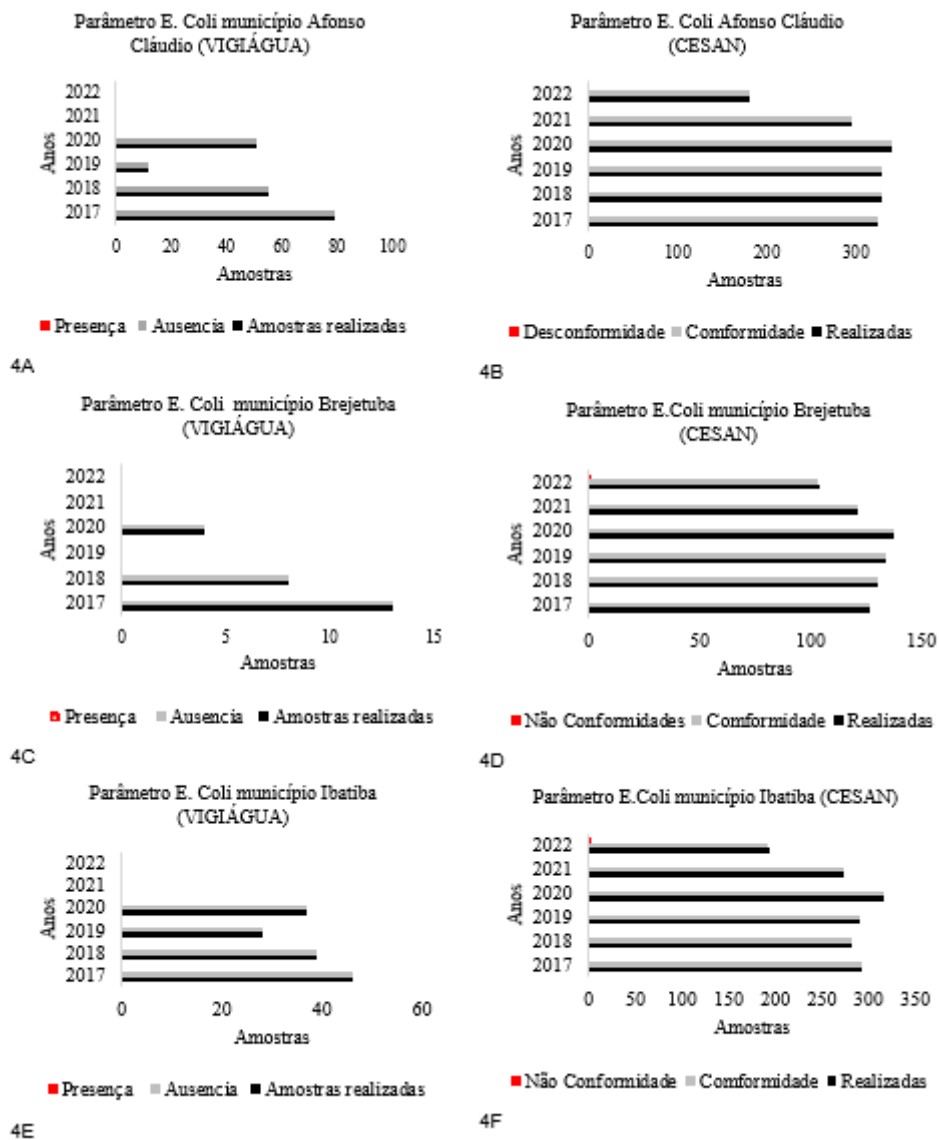 Parâmetro E. Coli município Afonso
Cláudio (VIGIÁGUA)
Anos
2022
2021
2020
2019
2018
2017
0 20 40 60 80 100
Amostras
Presença Ausencia Amostras realizadas
4A
Parâmetro E. Coli Afonso Cláudio
(CESAN)
Anos
2022
2021
2020
2019
2018
2017
0 100 200 300
Amostras
Desconformidade Comformidade Realizadas
4B
Parâmetro E. Coli município Brejetuba
(VIGIÁGUA)
Anos
2022
2021
2020
2019
2018
2017
0 5 10 15
Amostras
Presença Ausencia Amostras realizadas
4C
Parâmetro E.Coli município Brejetuba
(CESAN)
Anos
2022
2021
2020
2019
2018
2017
0 50 100 150
Amostras
Não Conformidades Comformidade Realizadas
4D
Parâmetro E. Coli município Ibatiba
(VIGIÁGUA)
Anos
2022
2021
2020
2019
2018
2017
0 20 40 60
Amostras
Presença Ausencia Amostras realizadas
4E
Parâmetro E.Coli município Ibatiba (CESAN)
Anos
2022
2021
2020
2019
2018
2017
0 50 100 150 200 250 300 350
Amostras
Não Conformidade Comformidade Realizadas
4F